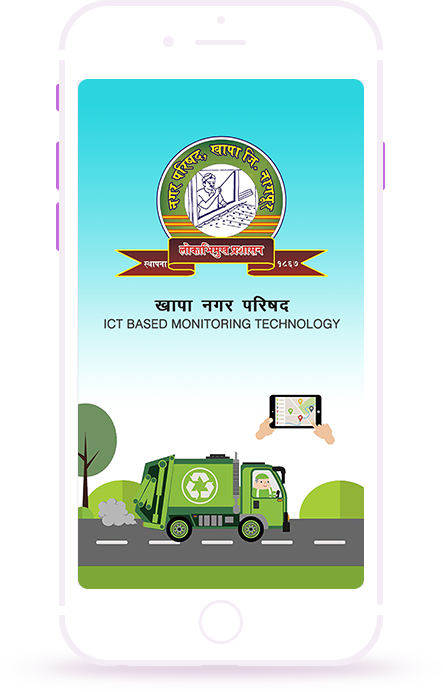 नगर परिषद, खापा जि. नागपूर
लोकाभिमुख प्रशासन
स्थापना १८६७
खापा नगर परिषद
ICT BASED MONITORING TECHNOLOGY